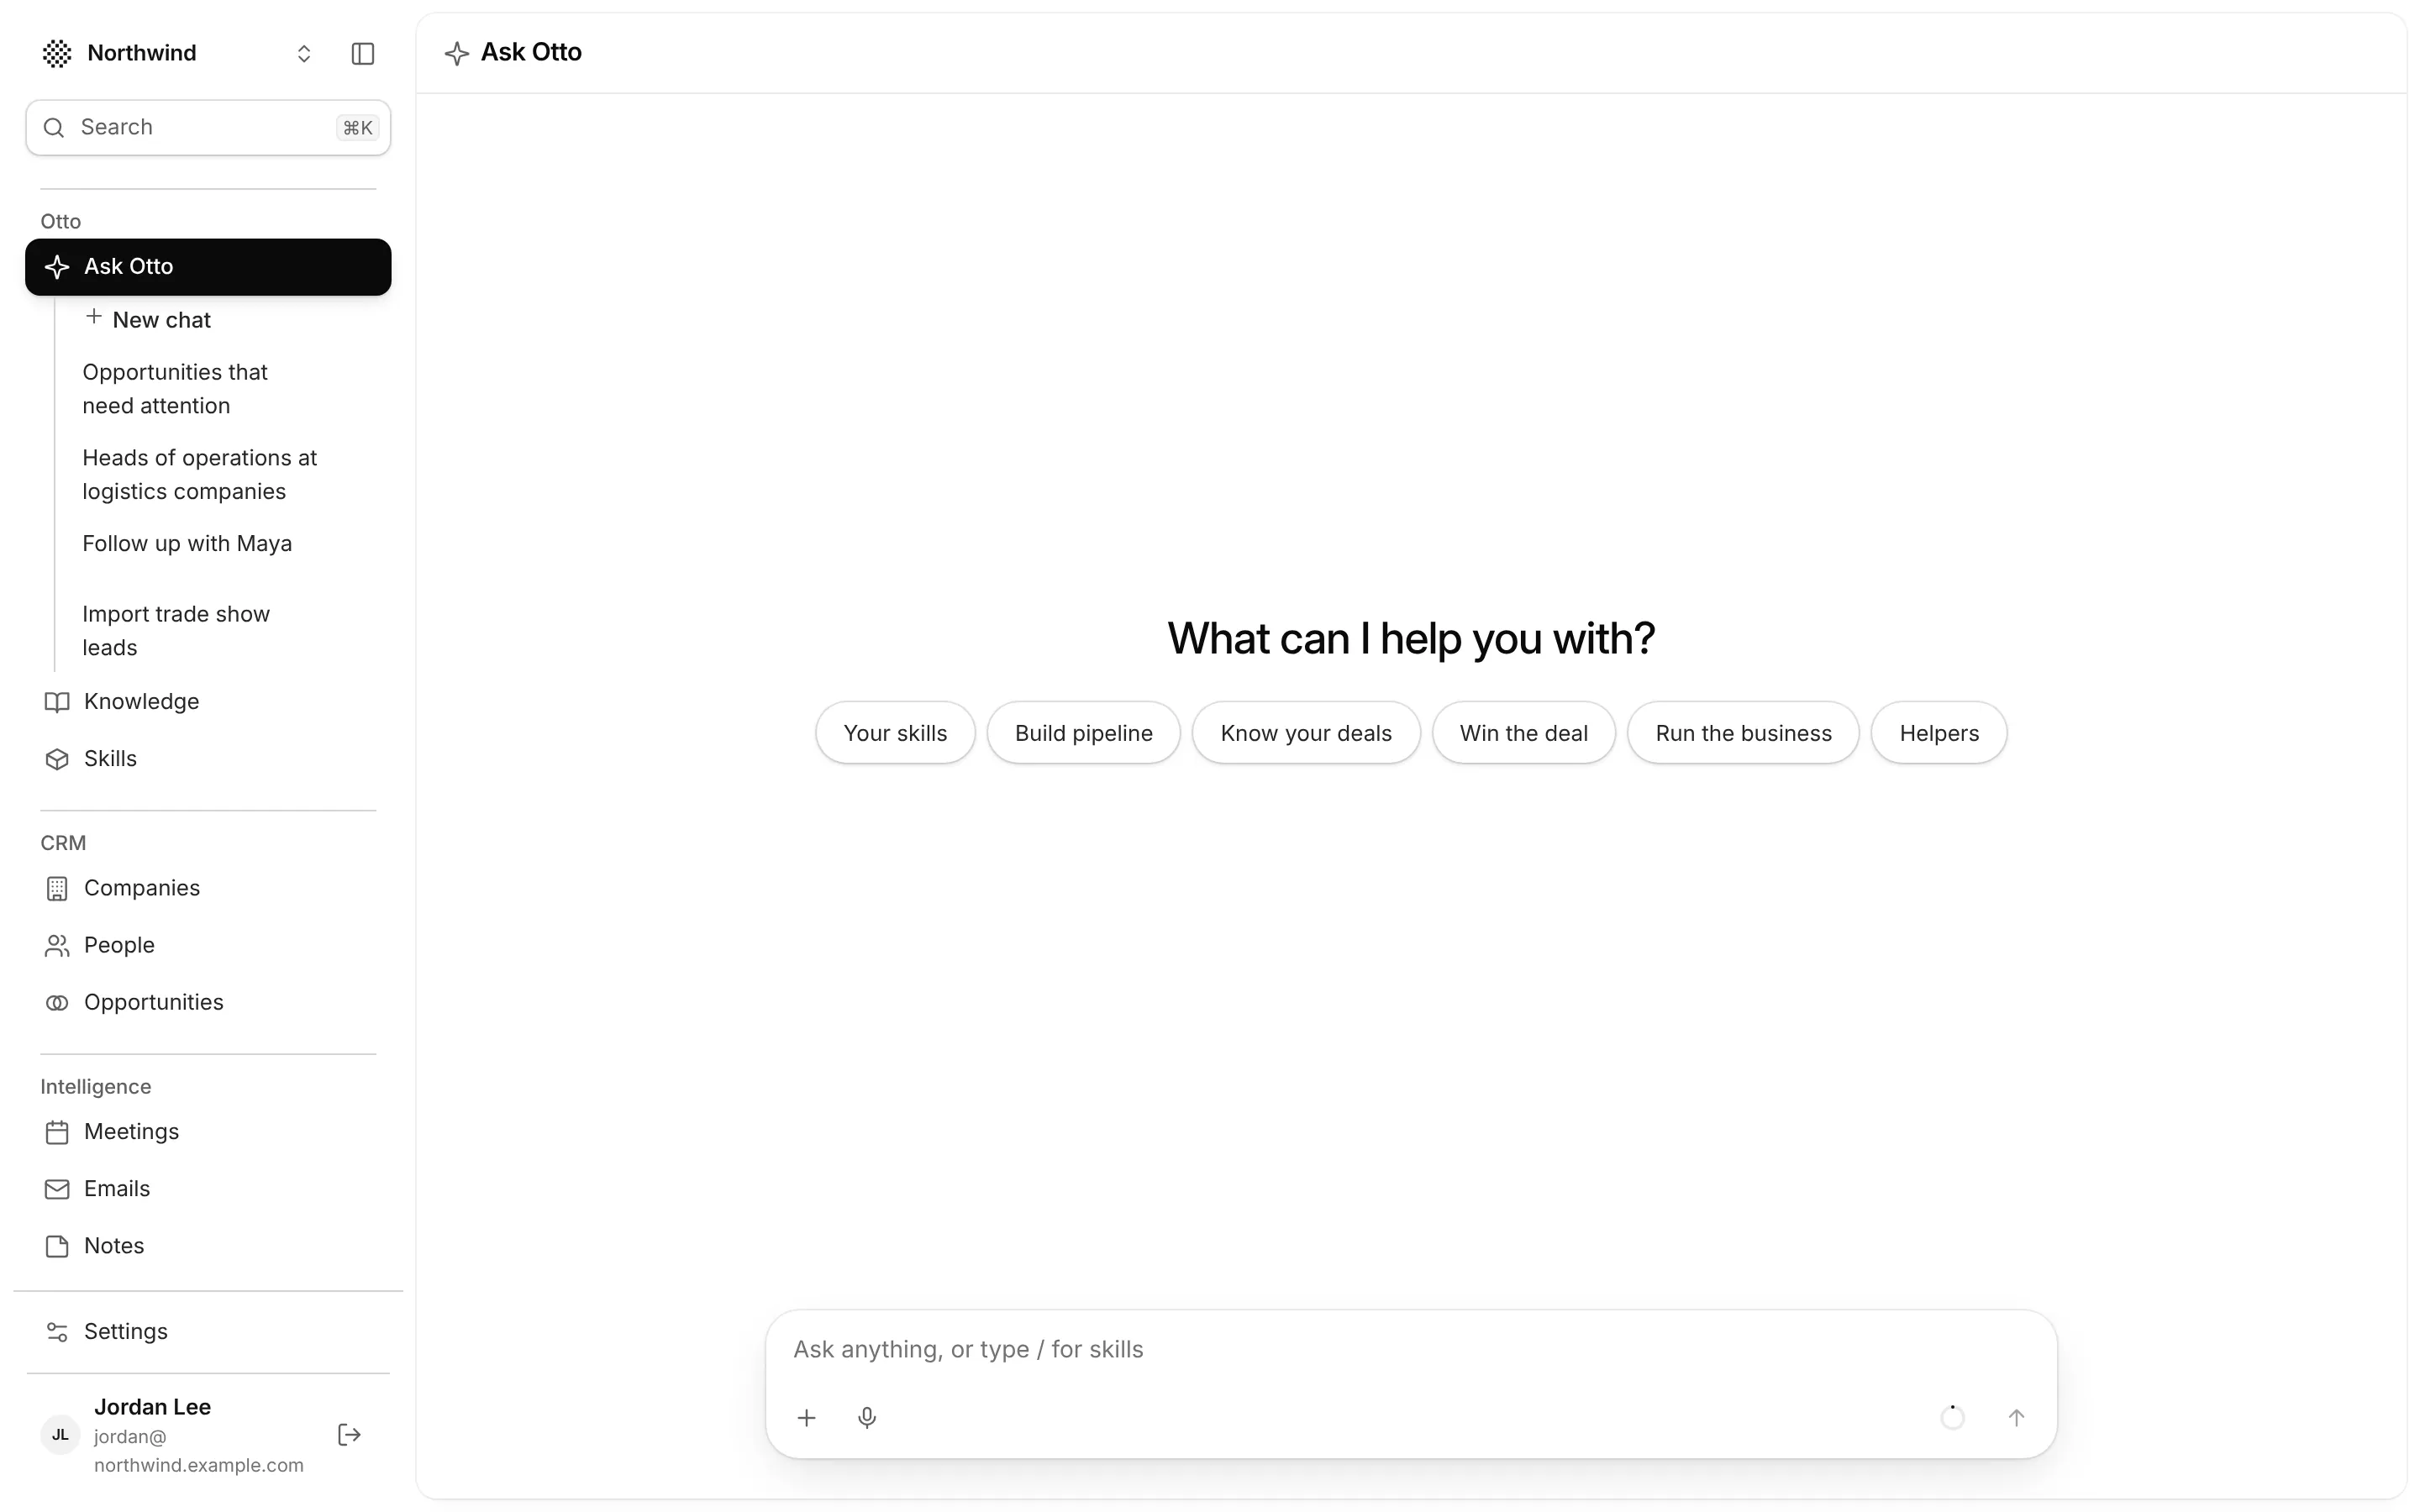 Northwind
Search
⌘K
Otto
Ask Otto
New chat
Opportunities that
need attention
Heads of operations at
logistics companies
Follow up with Maya
Import trade show
leads
Knowledge
Skills
CRM
Companies
People
Opportunities
Intelligence
Meetings
Emails
Notes
Settings
JL
Jordan Lee
jordan@
northwind.example.com
Ask Otto
What can I help you with?
Your skills
Build pipeline
Know your deals
Win the deal
Run the business
Helpers
Ask anything, or type / for skills